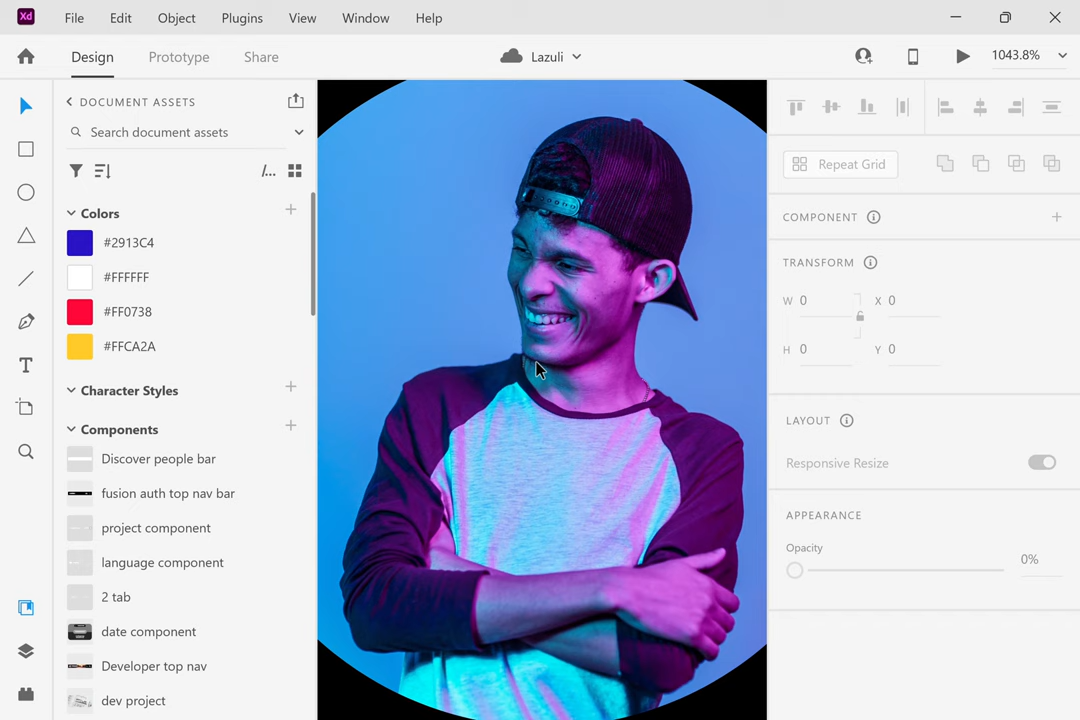 Xd File Edit Object Plugins View Window Help
Design Prototype Share Lazuli 1043.8%
DOCUMENT ASSETS
Search document assets
/...
Colors
#2913C4
#FFFFFF
#FF0738
#FFCA2A
Character Styles
Components
Discover people bar
fusion auth top nav bar
project component
language component
2 tab
date component
Developer top nav
dev project
T
Repeat Grid
COMPONENT
TRANSFORM
W 0 X 0
H 0 Y 0
LAYOUT
Responsive Resize
APPEARANCE
Opacity
0%